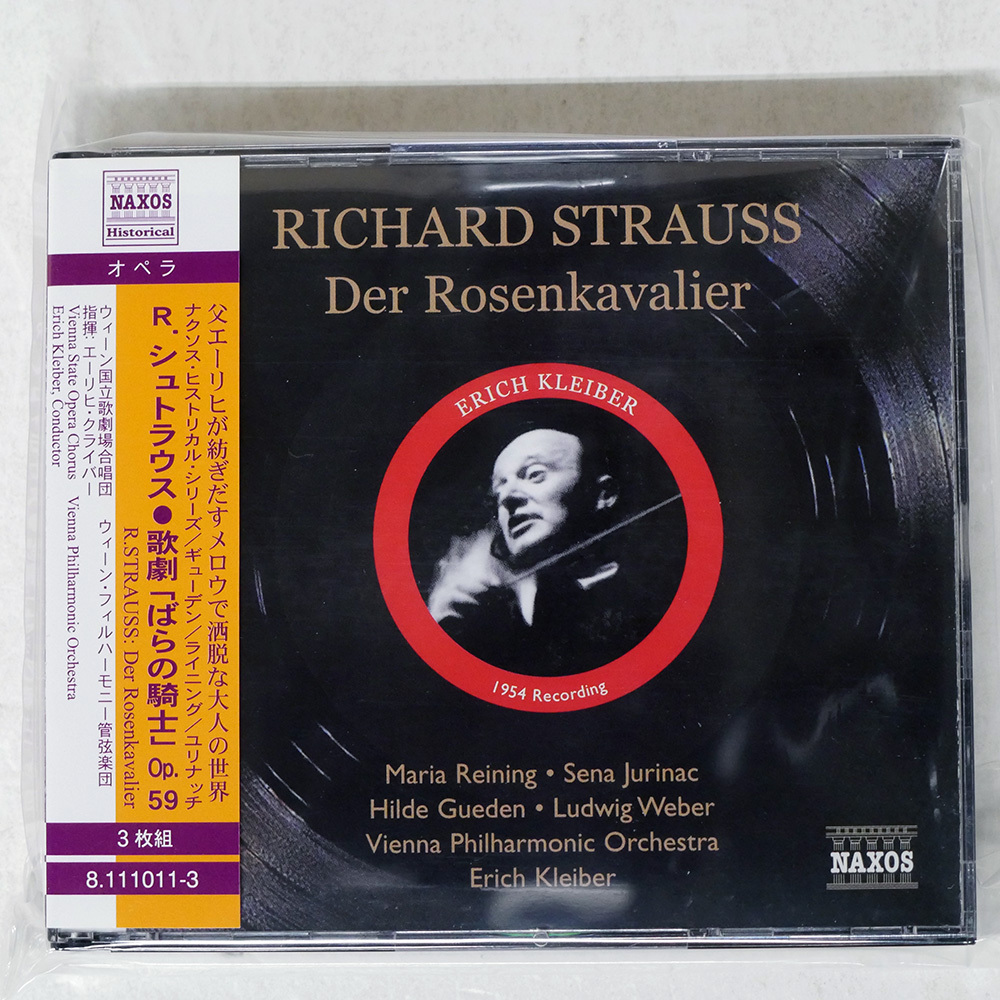 NAXOS
Historical
オペラ
父エーリヒが紡ぎだすメロウで洒脱な大人の世界
ナクソス・ヒストリカル・シリーズ/ギューデン/ライニング/ユリナッチ
R. シュトラウス●歌劇「ばらの騎士」Op. 59
R.STRAUSS: Der Rosenkavalier
ウィーン国立歌劇場合唱団 ウィーン・フィルハーモニー管弦楽団
指揮:エーリヒ・クライバー
Vienna State Opera Chorus Vienna Philharmonic Orchestra
Erich Kleiber, Conductor
3枚組
8.111011-3
RICHARD STRAUSS
Der Rosenkavalier
ERICH KLEIBER
1954 Recording
Maria Reining • Sena Jurinac
Hilde Gueden • Ludwig Weber
Vienna Philharmonic Orchestra
Erich Kleiber
NAXOS